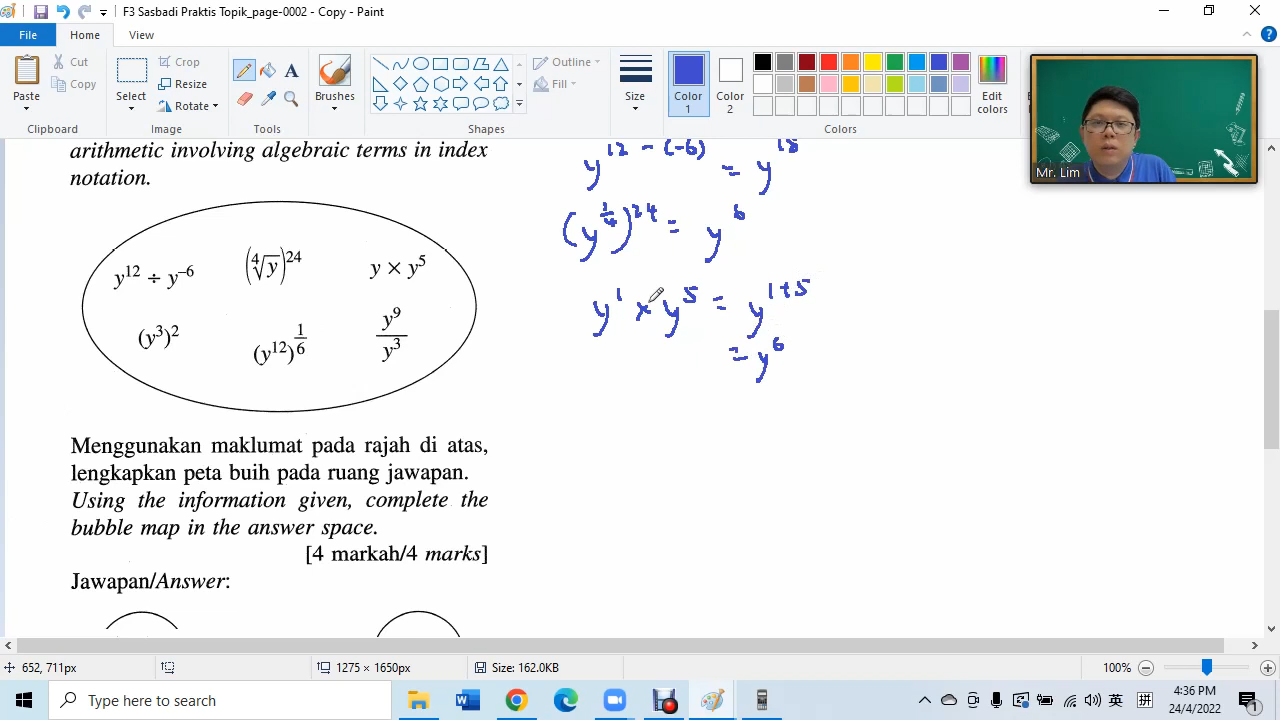 F3 Sasbadi Praktis Topik_page-0002 - Copy - Paint
File Home View
Cut
Copy
Paste
Clipboard
Crop
Resize
Rotate
Select
Image
A
Tools
Brushes
Outline
Fill
Shapes
Size
Color 1
Color 2
Edit colors
Colors
Mr. Lim
arithmetic involving algebraic terms in index
notation.
y¹² ÷ y⁻⁶
(∜y)²⁴
y × y⁵
(y³)²
(y¹²)^(1/6)
y⁹/y³
y^(12 - (-6)) = y¹⁸
(y^(1/4))²⁴ = y⁶
y¹ × y⁵ = y^(1+5)
= y⁶
Menggunakan maklumat pada rajah di atas,
lengkapkan peta buih pada ruang jawapan.
Using the information given, complete the
bubble map in the answer space.
[4 markah/4 marks]
Jawapan/Answer:
652, 711px
1275 × 1650px
Size: 162.0KB
100%
Type here to search
英
拼
4:36 PM
24/4/2022
1